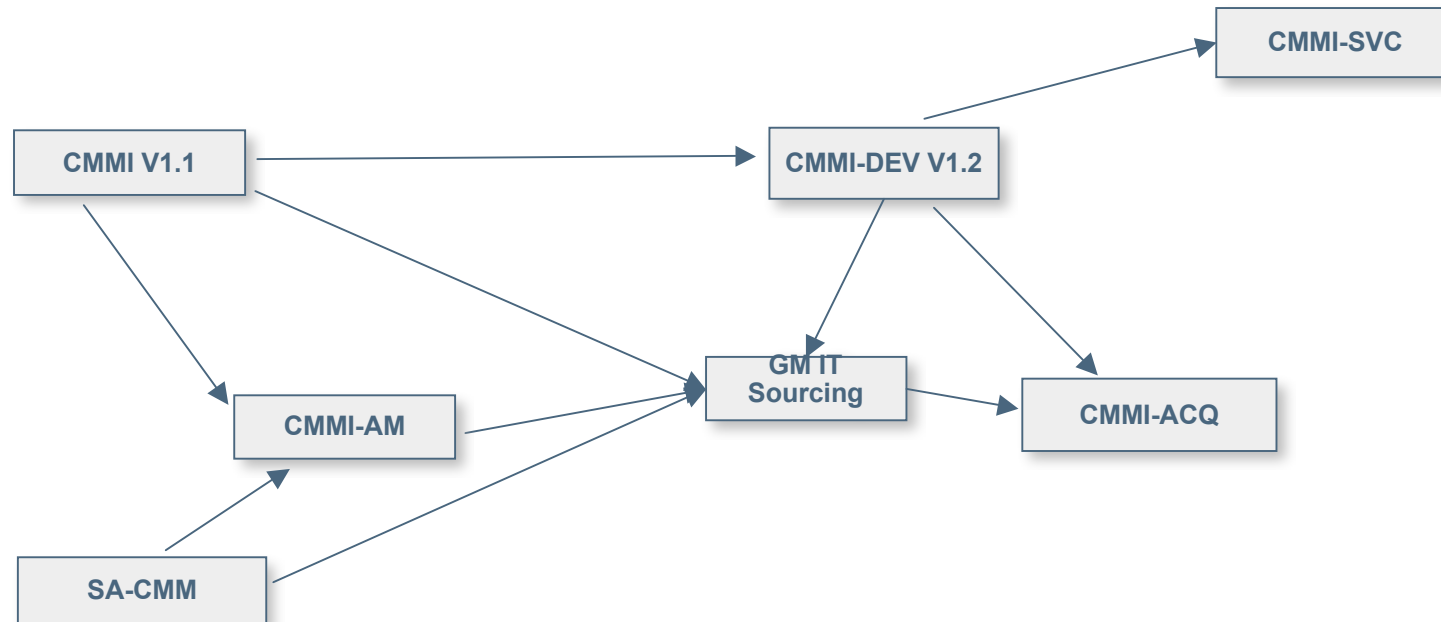 CMMI-SVC
CMMI V1.1
CMMI-DEV V1.2
GM IT
Sourcing
CMMI-AM
CMMI-ACQ
SA-CMM